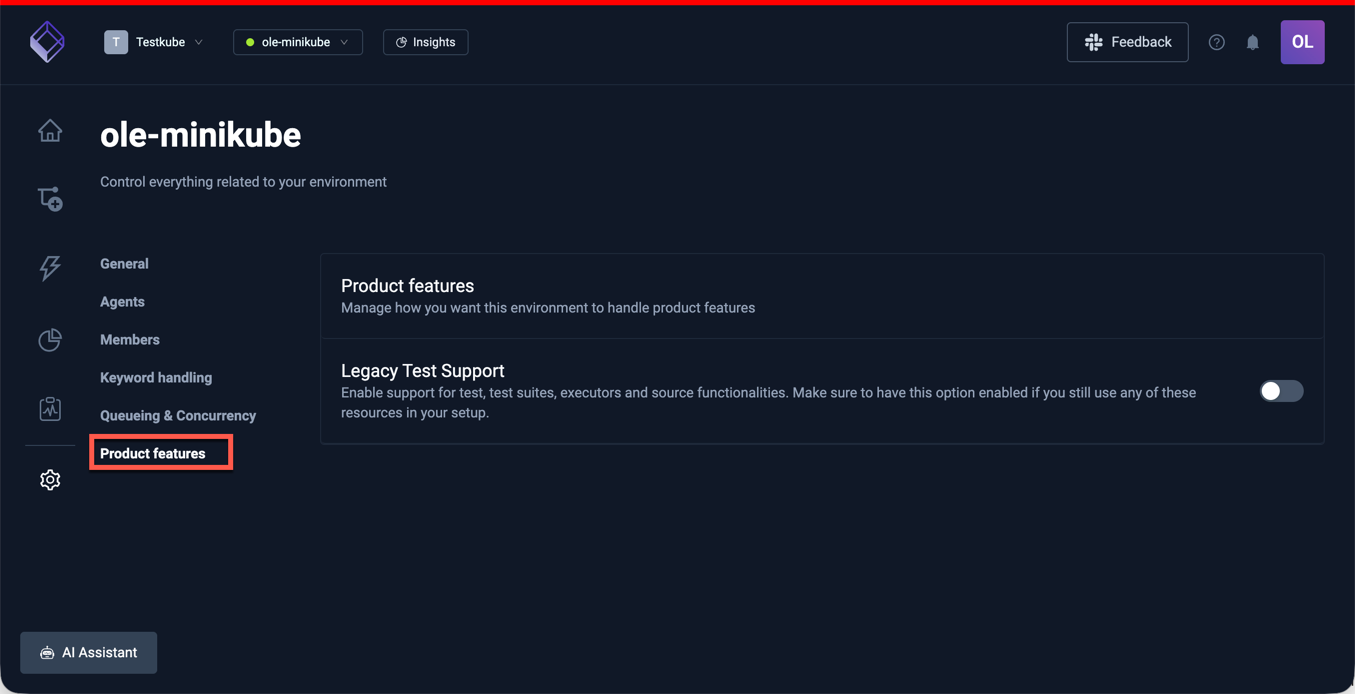 T Testkube ole-minikube Insights Feedback OL
ole-minikube
Control everything related to your environment
General
Agents
Members
Keyword handling
Queueing & Concurrency
Product features
Product features
Manage how you want this environment to handle product features
Legacy Test Support
Enable support for test, test suites, executors and source functionalities. Make sure to have this option enabled if you still use any of these
resources in your setup.
AI Assistant